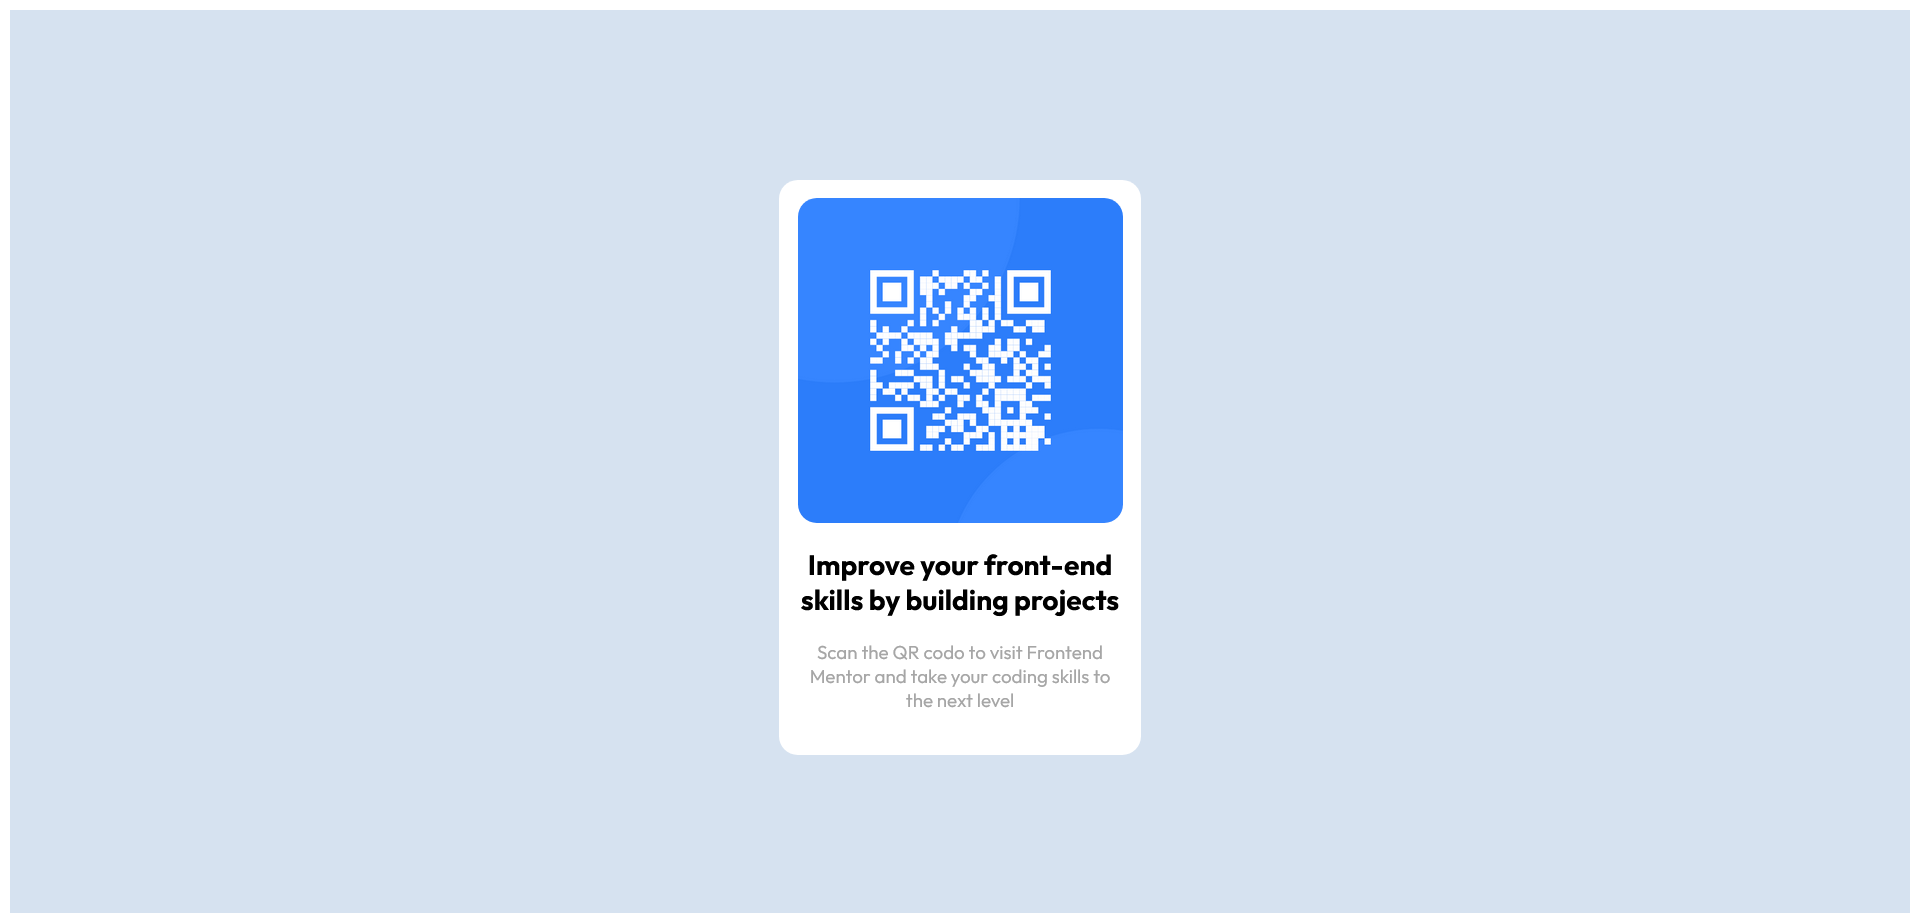 Improve your front-end
skills by building projects
Scan the QR codo to visit Frontend
Mentor and take your coding skills to
the next level